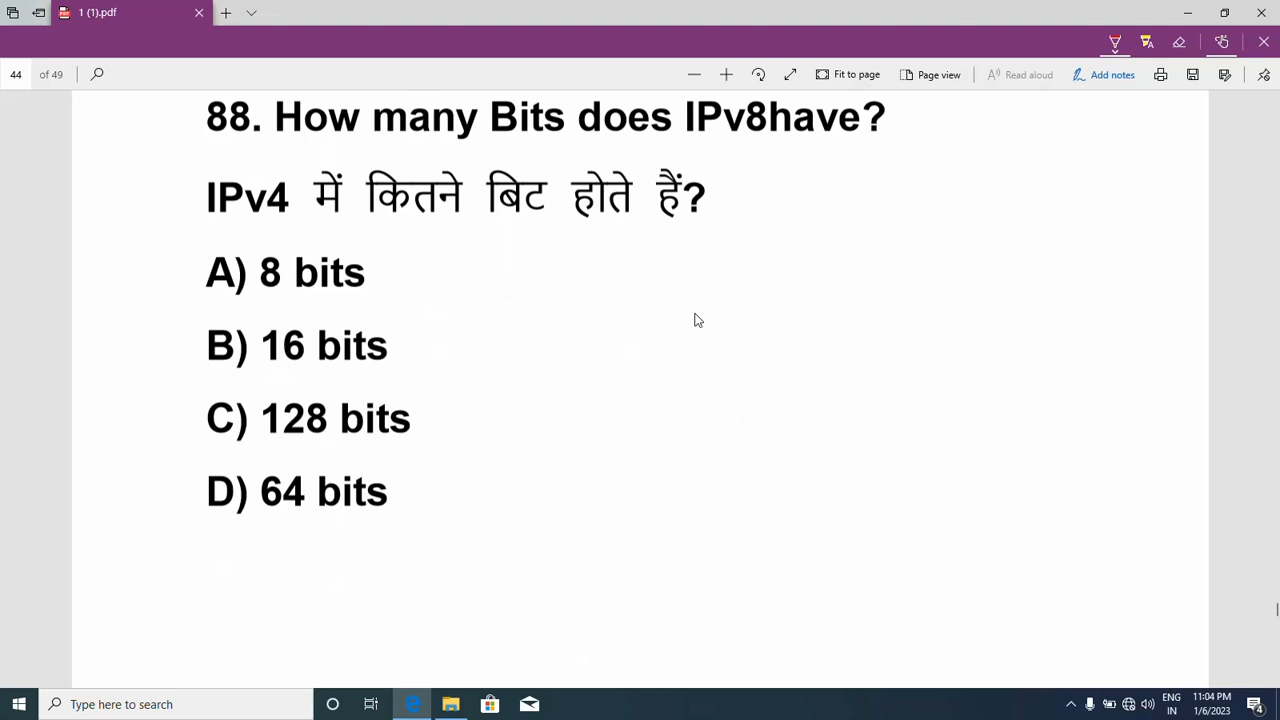 1 (1).pdf
44 of 49 Fit to page Page view Read aloud Add notes
88. How many Bits does IPv8have?
IPv4 में कितने बिट होते हैं?
A) 8 bits
B) 16 bits
C) 128 bits
D) 64 bits
Type here to search
ENG 11:04 PM
IN 1/6/2023 4